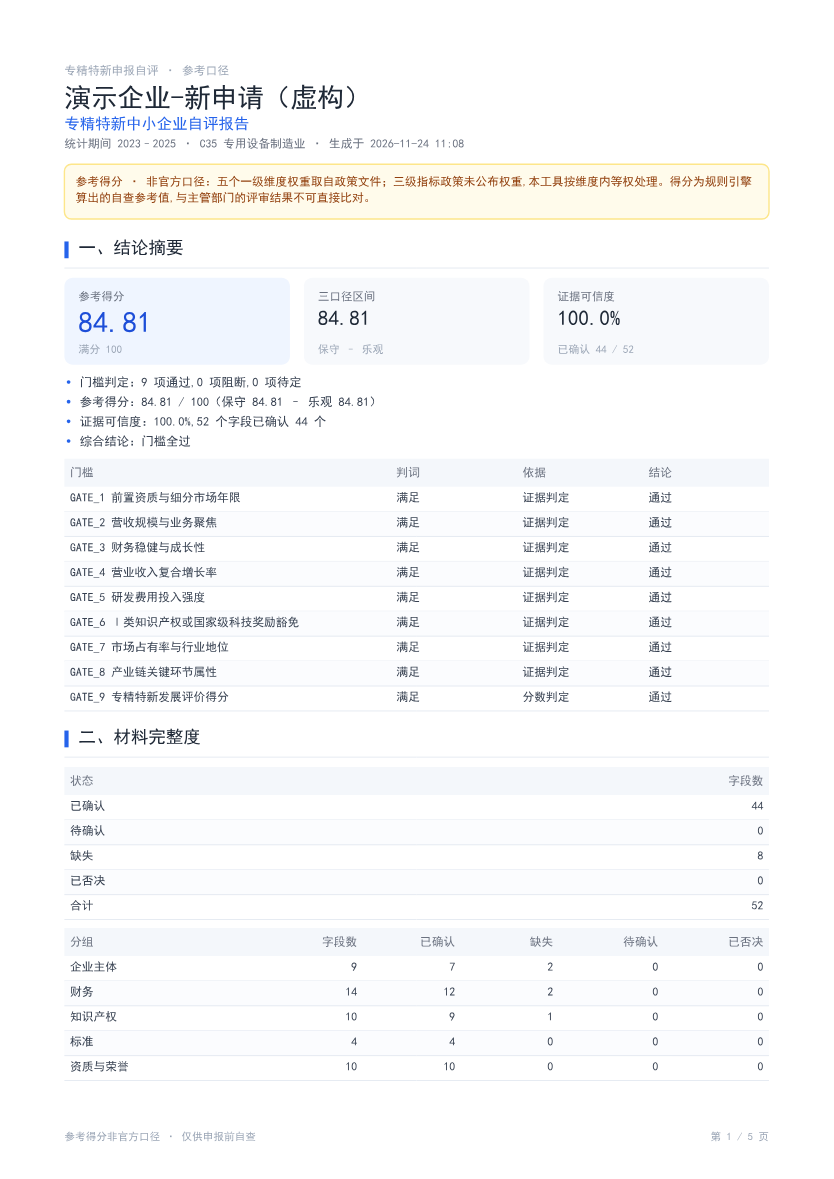 专精特新申报自评 · 参考口径
演示企业-新申请（虚构）
专精特新中小企业自评报告
统计期间 2023–2025 · C35 专用设备制造业 · 生成于 2026-11-24 11:08
参考得分 · 非官方口径：五个一级维度权重取自政策文件；三级指标政策未公布权重,本工具按维度内等权处理。得分为规则引擎
算出的自查参考值,与主管部门的评审结果不可直接比对。
一、结论摘要
参考得分 三口径区间 证据可信度
84.81 84.81 100.0%
满分 100 保守 – 乐观 已确认 44 / 52
• 门槛判定：9 项通过,0 项阻断,0 项待定
• 参考得分：84.81 / 100（保守 84.81 – 乐观 84.81）
• 证据可信度：100.0%,52 个字段已确认 44 个
• 综合结论：门槛全过
门槛 判词 依据 结论
GATE_1 前置资质与细分市场年限 满足 证据判定 通过
GATE_2 营收规模与业务聚焦 满足 证据判定 通过
GATE_3 财务稳健与成长性 满足 证据判定 通过
GATE_4 营业收入复合增长率 满足 证据判定 通过
GATE_5 研发费用投入强度 满足 证据判定 通过
GATE_6 Ⅰ类知识产权或国家级科技奖励豁免 满足 证据判定 通过
GATE_7 市场占有率与行业地位 满足 证据判定 通过
GATE_8 产业链关键环节属性 满足 证据判定 通过
GATE_9 专精特新发展评价得分 满足 分数判定 通过
二、材料完整度
状态 字段数
已确认 44
待确认 0
缺失 8
已否决 0
合计 52
分组 字段数 已确认 缺失 待确认 已否决
企业主体 9 7 2 0 0
财务 14 12 2 0 0
知识产权 10 9 1 0 0
标准 4 4 0 0 0
资质与荣誉 10 10 0 0 0
参考得分非官方口径 · 仅供申报前自查 第 1 / 5 页